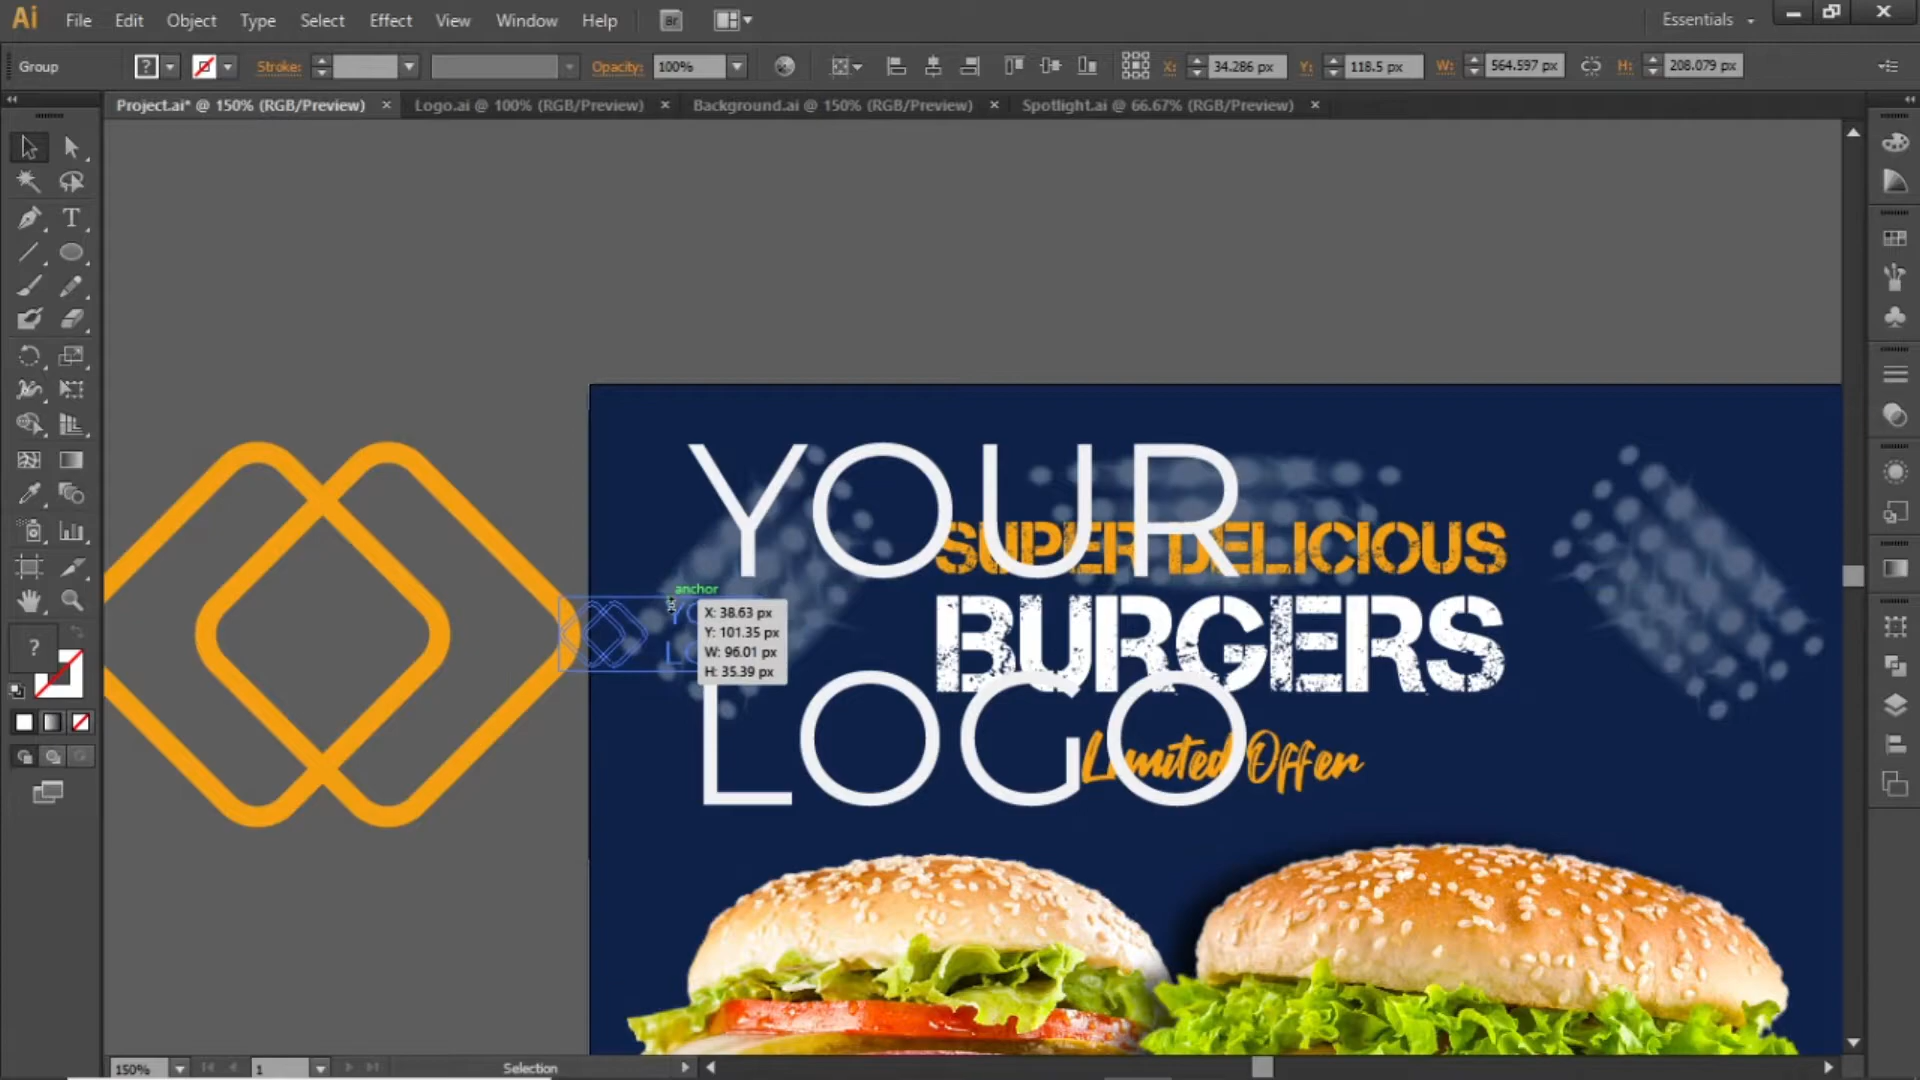 Ai File Edit Object Type Select Effect View Window Help Br Essentials
Group ? Stroke: Opacity: 100% X: 34.286 px Y: 118.5 px W: 564.597 px H: 208.079 px
Project.ai* @ 150% (RGB/Preview) Logo.ai @ 100% (RGB/Preview) Background.ai @ 150% (RGB/Preview) Spotlight.ai @ 66.67% (RGB/Preview)
T
YOUR
SUPER DELICIOUS
anchor
X: 38.63 px
Y: 101.35 px
W: 96.01 px
H: 35.39 px
BURGERS
?
LOGO
Limited Offer
150% 1 Selection